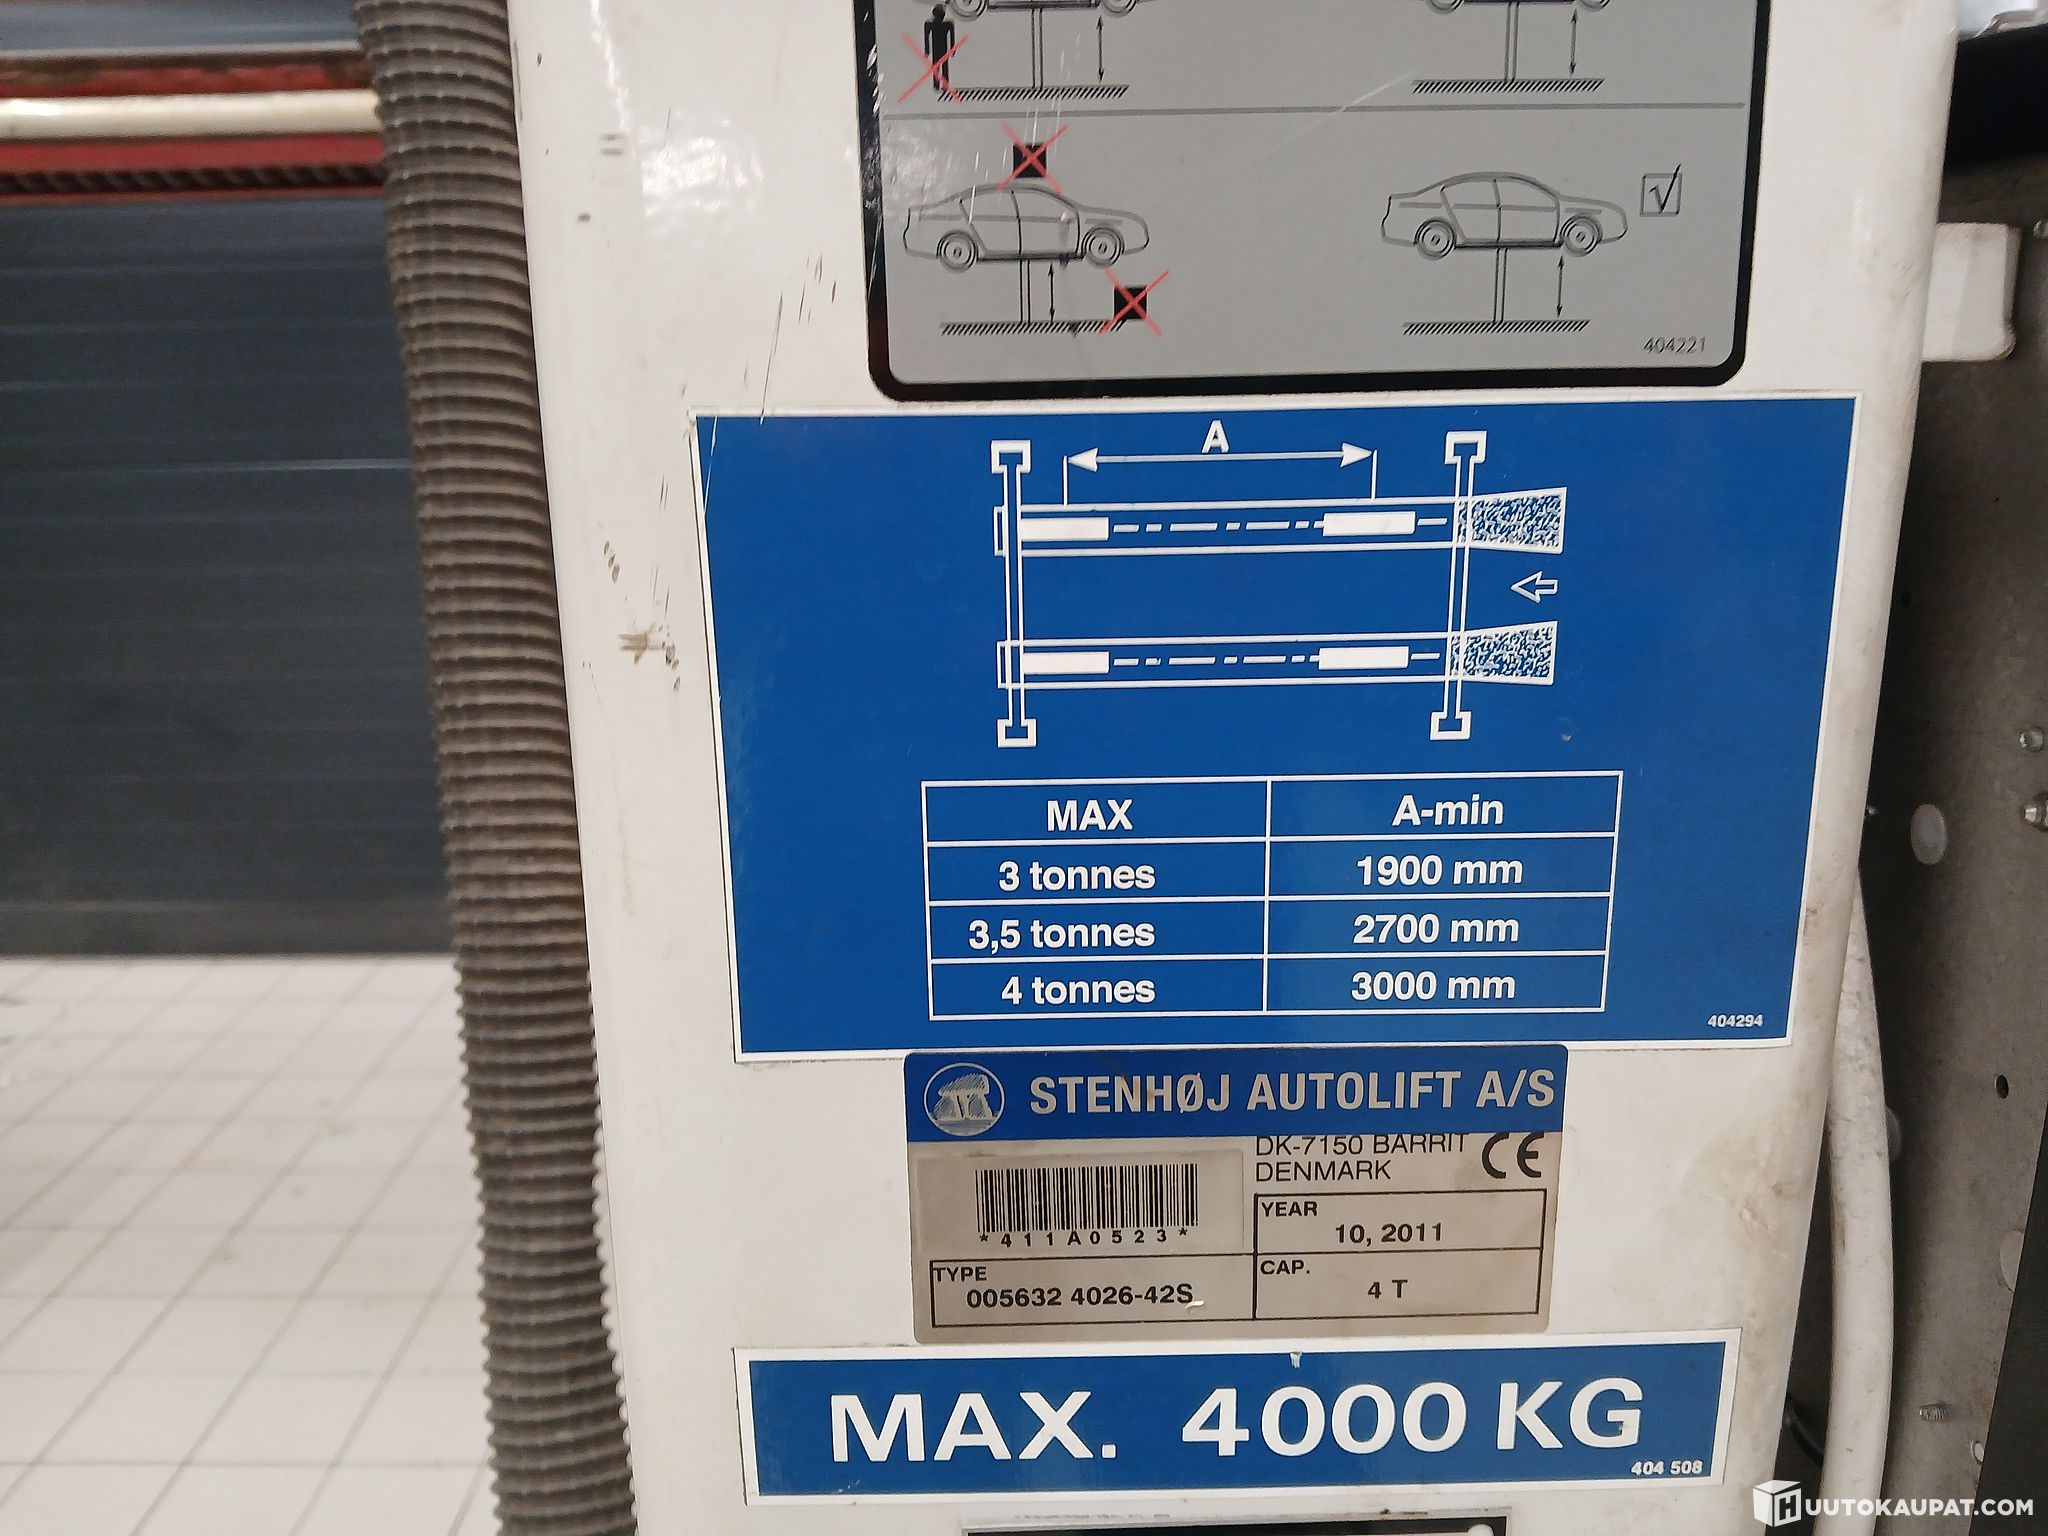 404221
A
MAX A-min
3 tonnes 1900 mm
3,5 tonnes 2700 mm
4 tonnes 3000 mm
404294
STENHØJ AUTOLIFT A/S
DK-7150 BARRIT
DENMARK
CE
*411A0523*
YEAR
10, 2011
TYPE
005632 4026-42S
CAP.
4 T
MAX. 4000 KG
404 508
HUUTOKAUPAT.COM